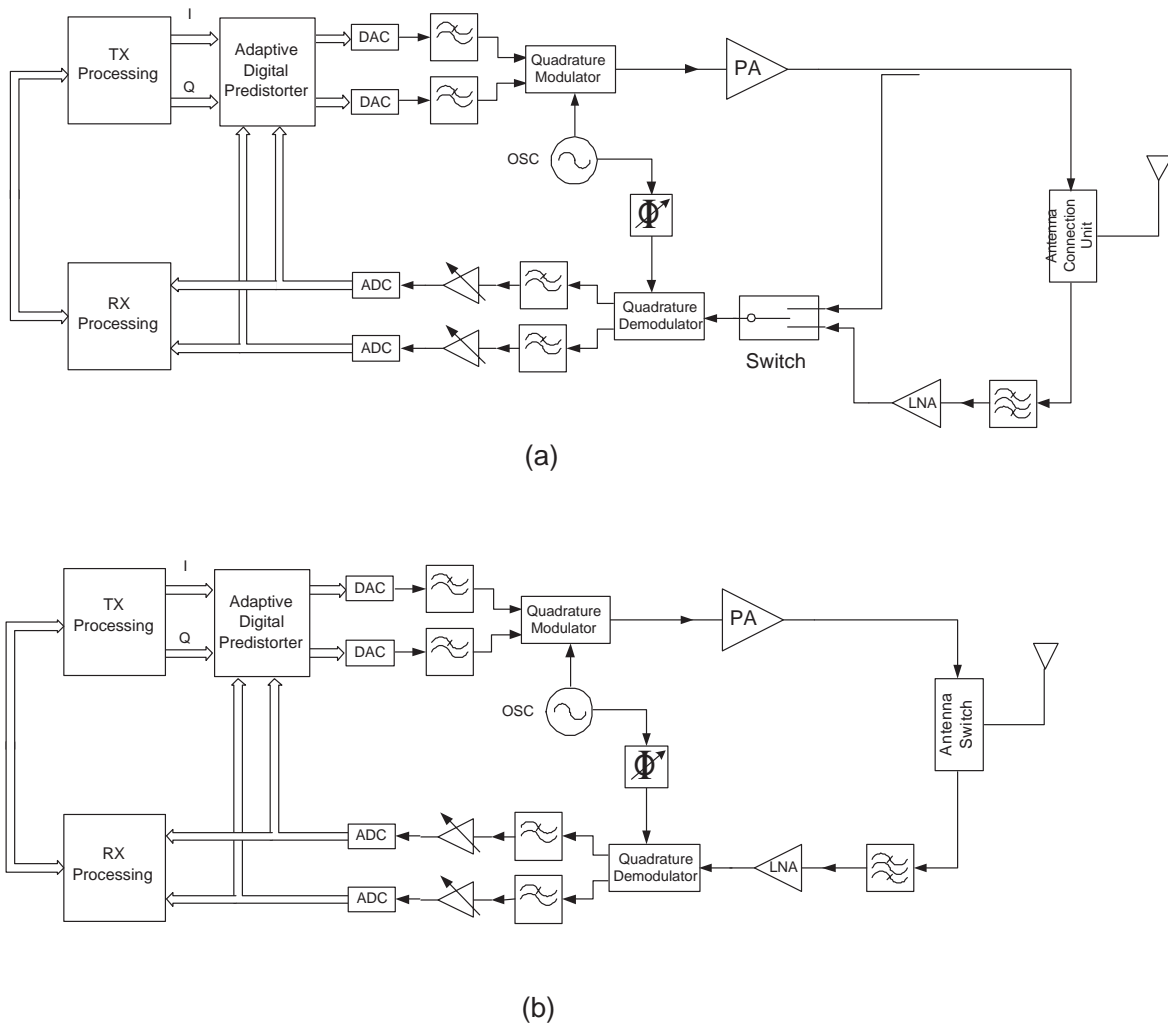 I
TX
Processing
Q
Adaptive
Digital
Predistorter
DAC
DAC
Quadrature
Modulator
PA
OSC
Φ
Antenna
Connection
Unit
RX
Processing
ADC
ADC
Quadrature
Demodulator
Switch
LNA
(a)
I
TX
Processing
Q
Adaptive
Digital
Predistorter
DAC
DAC
Quadrature
Modulator
PA
OSC
Φ
Antenna
Switch
RX
Processing
ADC
ADC
Quadrature
Demodulator
LNA
(b)